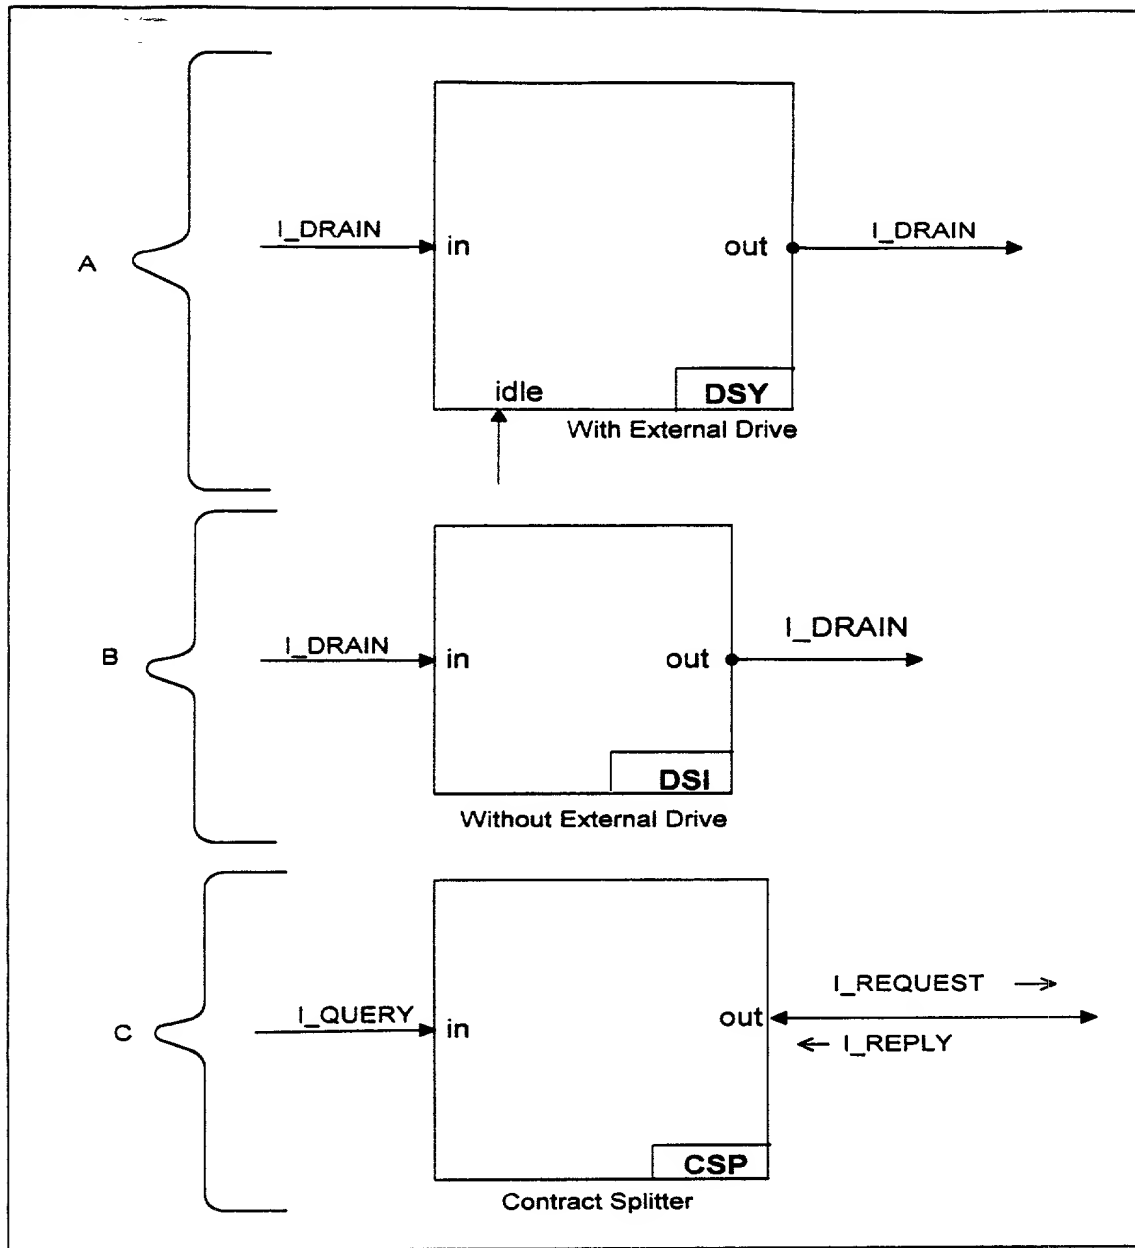 I_DRAIN
I_DRAIN
A
in
out
idle
DSY
With External Drive
I_DRAIN
I_DRAIN
B
in
out
DSI
Without External Drive
I_REQUEST →
I_QUERY
C
in
out
← I_REPLY
CSP
Contract Splitter